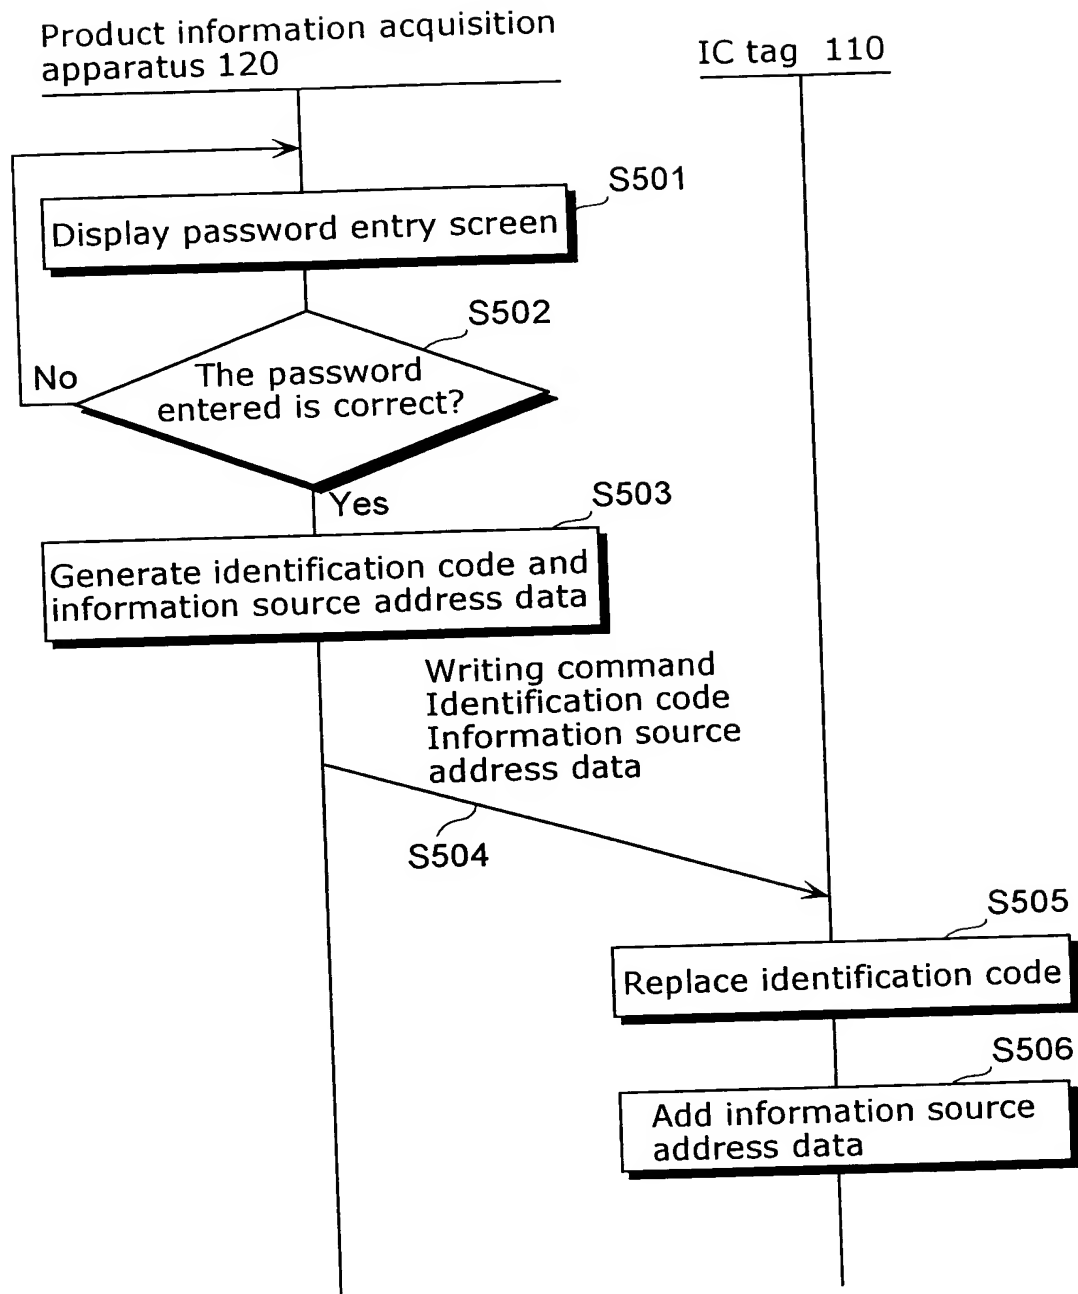 Product information acquisition
apparatus 120
IC tag 110
S501
Display password entry screen
S502
No
The password
entered is correct?
Yes
S503
Generate identification code and
information source address data
Writing command
Identification code
Information source
address data
S504
S505
Replace identification code
S506
Add information source
address data